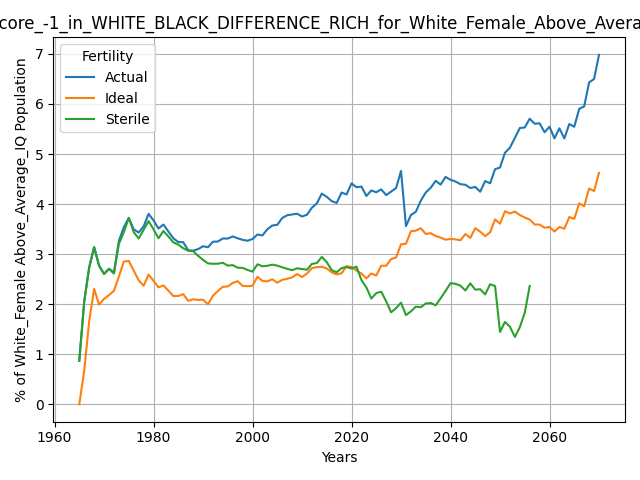 core_-1_in_WHITE_BLACK_DIFFERENCE_RICH_for_White_Female_Above_Avera
Fertility
Actual
Ideal
Sterile
% of White_Female Above_Average_IQ Population
7
6
5
4
3
2
1
0
1960 1980 2000 2020 2040 2060
Years